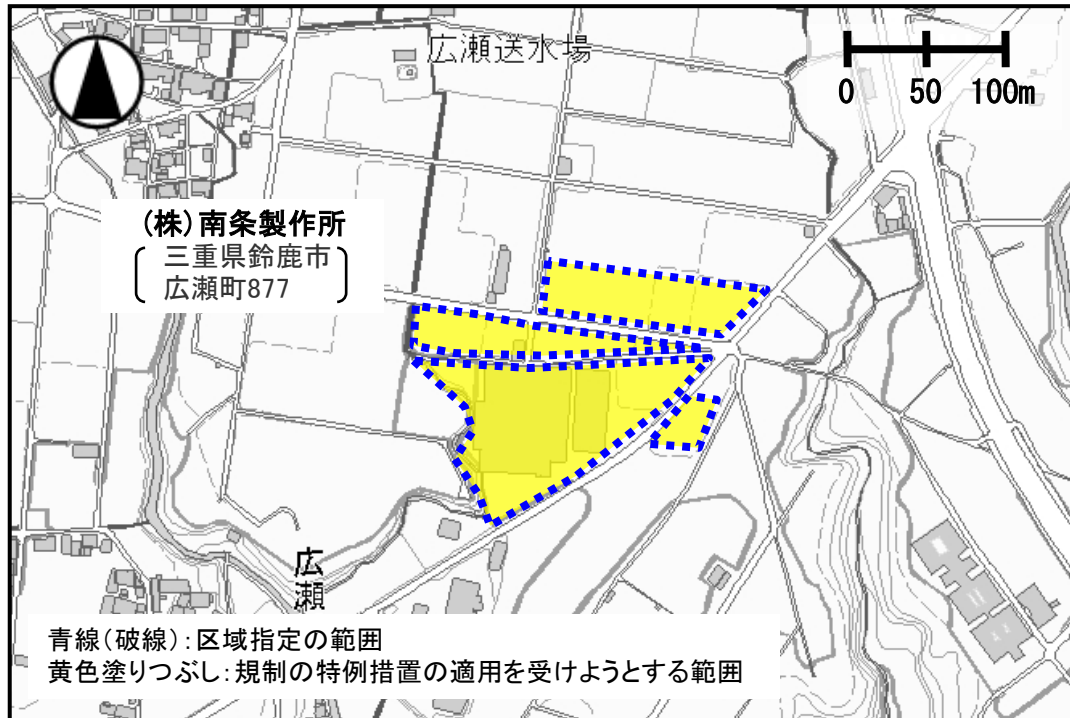 広瀬送水場
0 50 100m
(株)南条製作所
三重県鈴鹿市
広瀬町877
広瀬
青線(破線):区域指定の範囲
黄色塗りつぶし:規制の特例措置の適用を受けようとする範囲